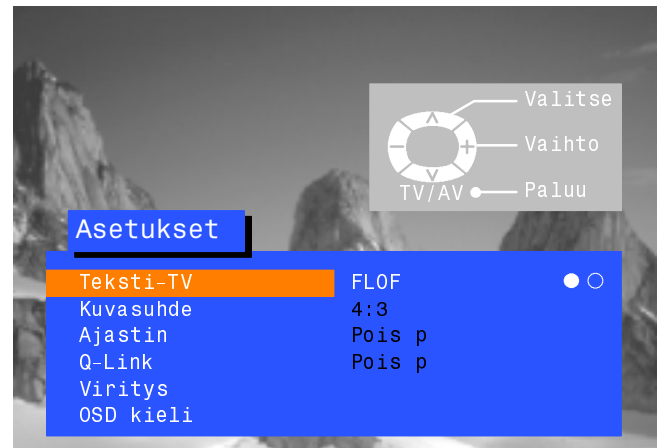 Valitse
Vaihto
TV/AV Paluu
Asetukset
Teksti-TV FLOF
Kuvasuhde 4:3
Ajastin Pois p
Q-Link Pois p
Viritys
OSD kieli